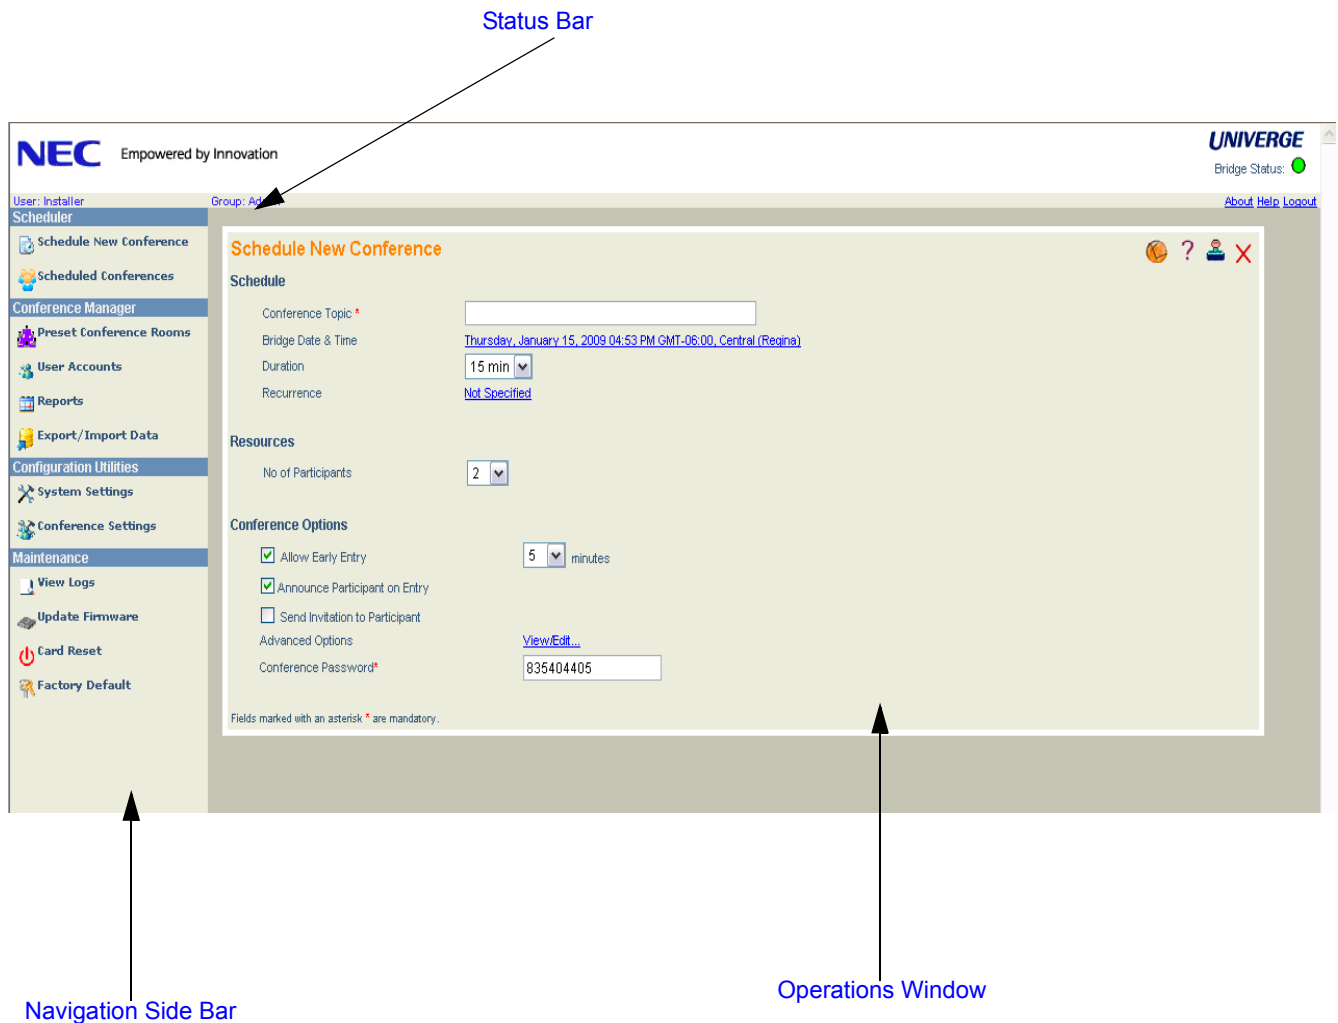 Status Bar
NEC Empowered by Innovation
UNIVERGE
Bridge Status:
User: Installer
Group:
About Help Logout
Scheduler
Schedule New Conference
Scheduled Conferences
Conference Manager
Preset Conference Rooms
User Accounts
Reports
Export/Import Data
Configuration Utilities
System Settings
Conference Settings
Maintenance
View Logs
Update Firmware
Card Reset
Factory Default
Schedule New Conference
Schedule
Conference Topic *
Bridge Date & Time Thursday, January 15, 2009 04:53 PM GMT-06:00, Central (Regina)
Duration 15 min
Recurrence Not Specified
Resources
No of Participants 2
Conference Options
Allow Early Entry 5 minutes
Announce Participant on Entry
Send Invitation to Participant
Advanced Options View/Edit...
Conference Password* 835404405
Fields marked with an asterisk * are mandatory.
Navigation Side Bar
Operations Window